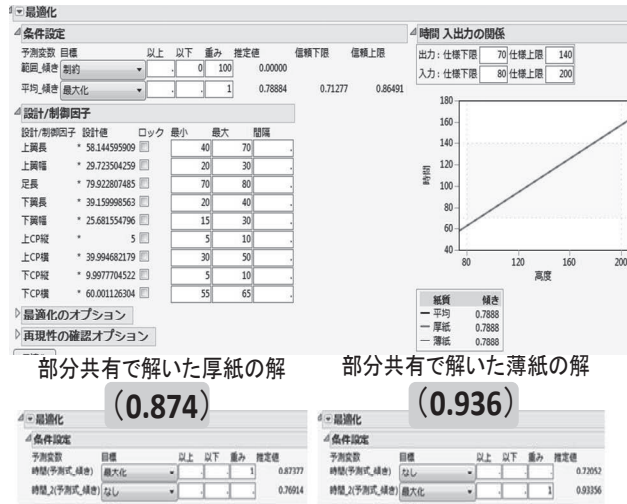 最適化
条件設定
予測変数 目標 以上 以下 重み 推定値 信頼下限 信頼上限
範囲_傾き 制約 . 0 100 0.00000
平均_傾き 最大化 . . 1 0.78884 0.71277 0.86491
設計/制御因子
設計/制御因子 設計値 ロック 最小 最大 間隔
上翼長 * 58.144595909 40 70 .
上翼幅 * 29.723504259 20 30 .
足長 * 79.922807485 70 80 .
下翼長 * 39.159998563 20 40 .
下翼幅 * 25.681554796 15 30 .
上CP縦 * 5 5 10 .
上CP横 * 39.994682179 30 50 .
下CP縦 * 9.9977704522 5 10 .
下CP横 * 60.001126304 55 65 .
最適化のオプション
再現性の確認オプション
時間 入出力の関係
出力 : 仕様下限 70 仕様上限 140
入力 : 仕様下限 80 仕様上限 200
180
160
140
120
100
80
60
40
時間
80 120 160 200
高度
紙質 傾き
平均 0.7888
厚紙 0.7888
薄紙 0.7888
部分共有で解いた厚紙の解
(0.874)
最適化
条件設定
予測変数 目標 以上 以下 重み 推定値
時間(予測式_傾き) 最大化 . . 1 0.87377
時間_2(予測式_傾き) なし . . . 0.76914
部分共有で解いた薄紙の解
(0.936)
最適化
条件設定
予測変数 目標 以上 以下 重み 推定値
時間(予測式_傾き) なし . . . 0.72052
時間_2(予測式_傾き) 最大化 . . 1 0.93356